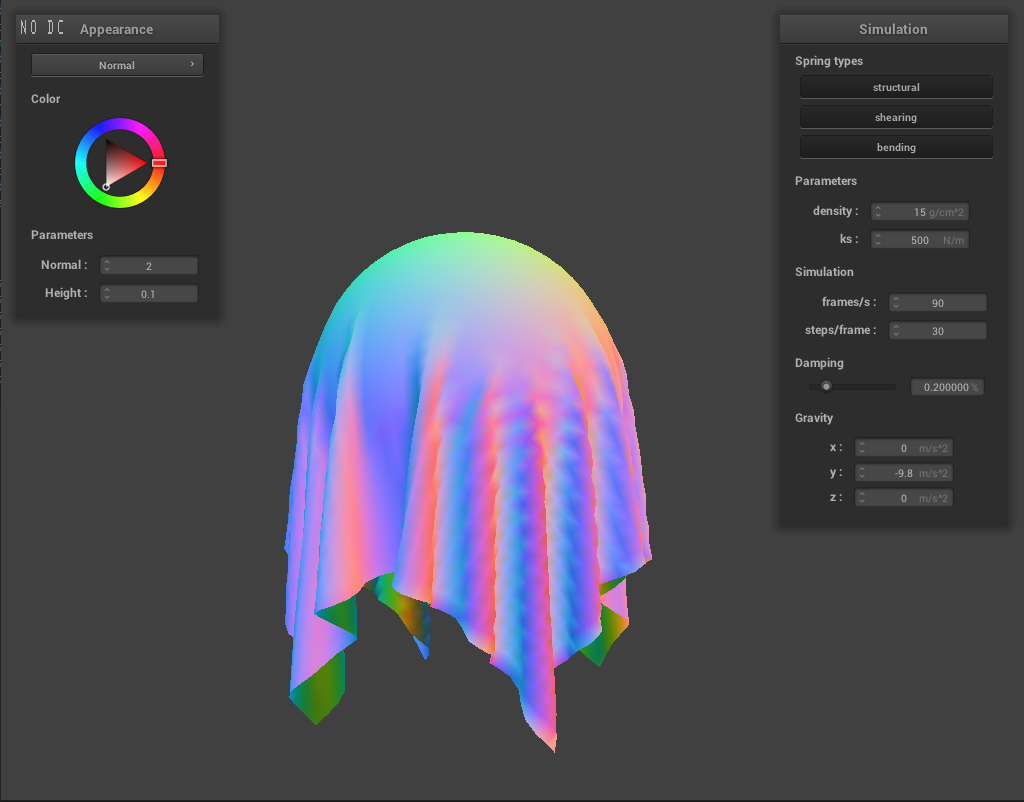 NO DC
Appearance
Normal
Color
Parameters
Normal : 2
Height : 0.1
Simulation
Spring types
structural
shearing
bending
Parameters
density : 15 g/cm^2
ks : 500 N/m
Simulation
frames/s : 90
steps/frame : 30
Damping
0.200000 %
Gravity
x : 0 m/s^2
y : -9.8 m/s^2
z : 0 m/s^2